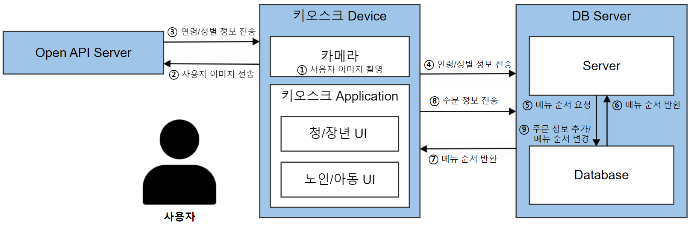 Open API Server
③ 연령/성별 정보 전송
② 사용자 이미지 전송
키오스크 Device
카메라
① 사용자 이미지 촬영
키오스크 Application
청/장년 UI
노인/아동 UI
④ 연령/성별 정보 전송
⑧ 주문 정보 전송
⑦ 메뉴 순서 반환
DB Server
Server
⑤ 메뉴 순서 요청
⑥ 메뉴 순서 반환
⑨ 주문 정보 추가/
메뉴 순서 변경
Database
사용자